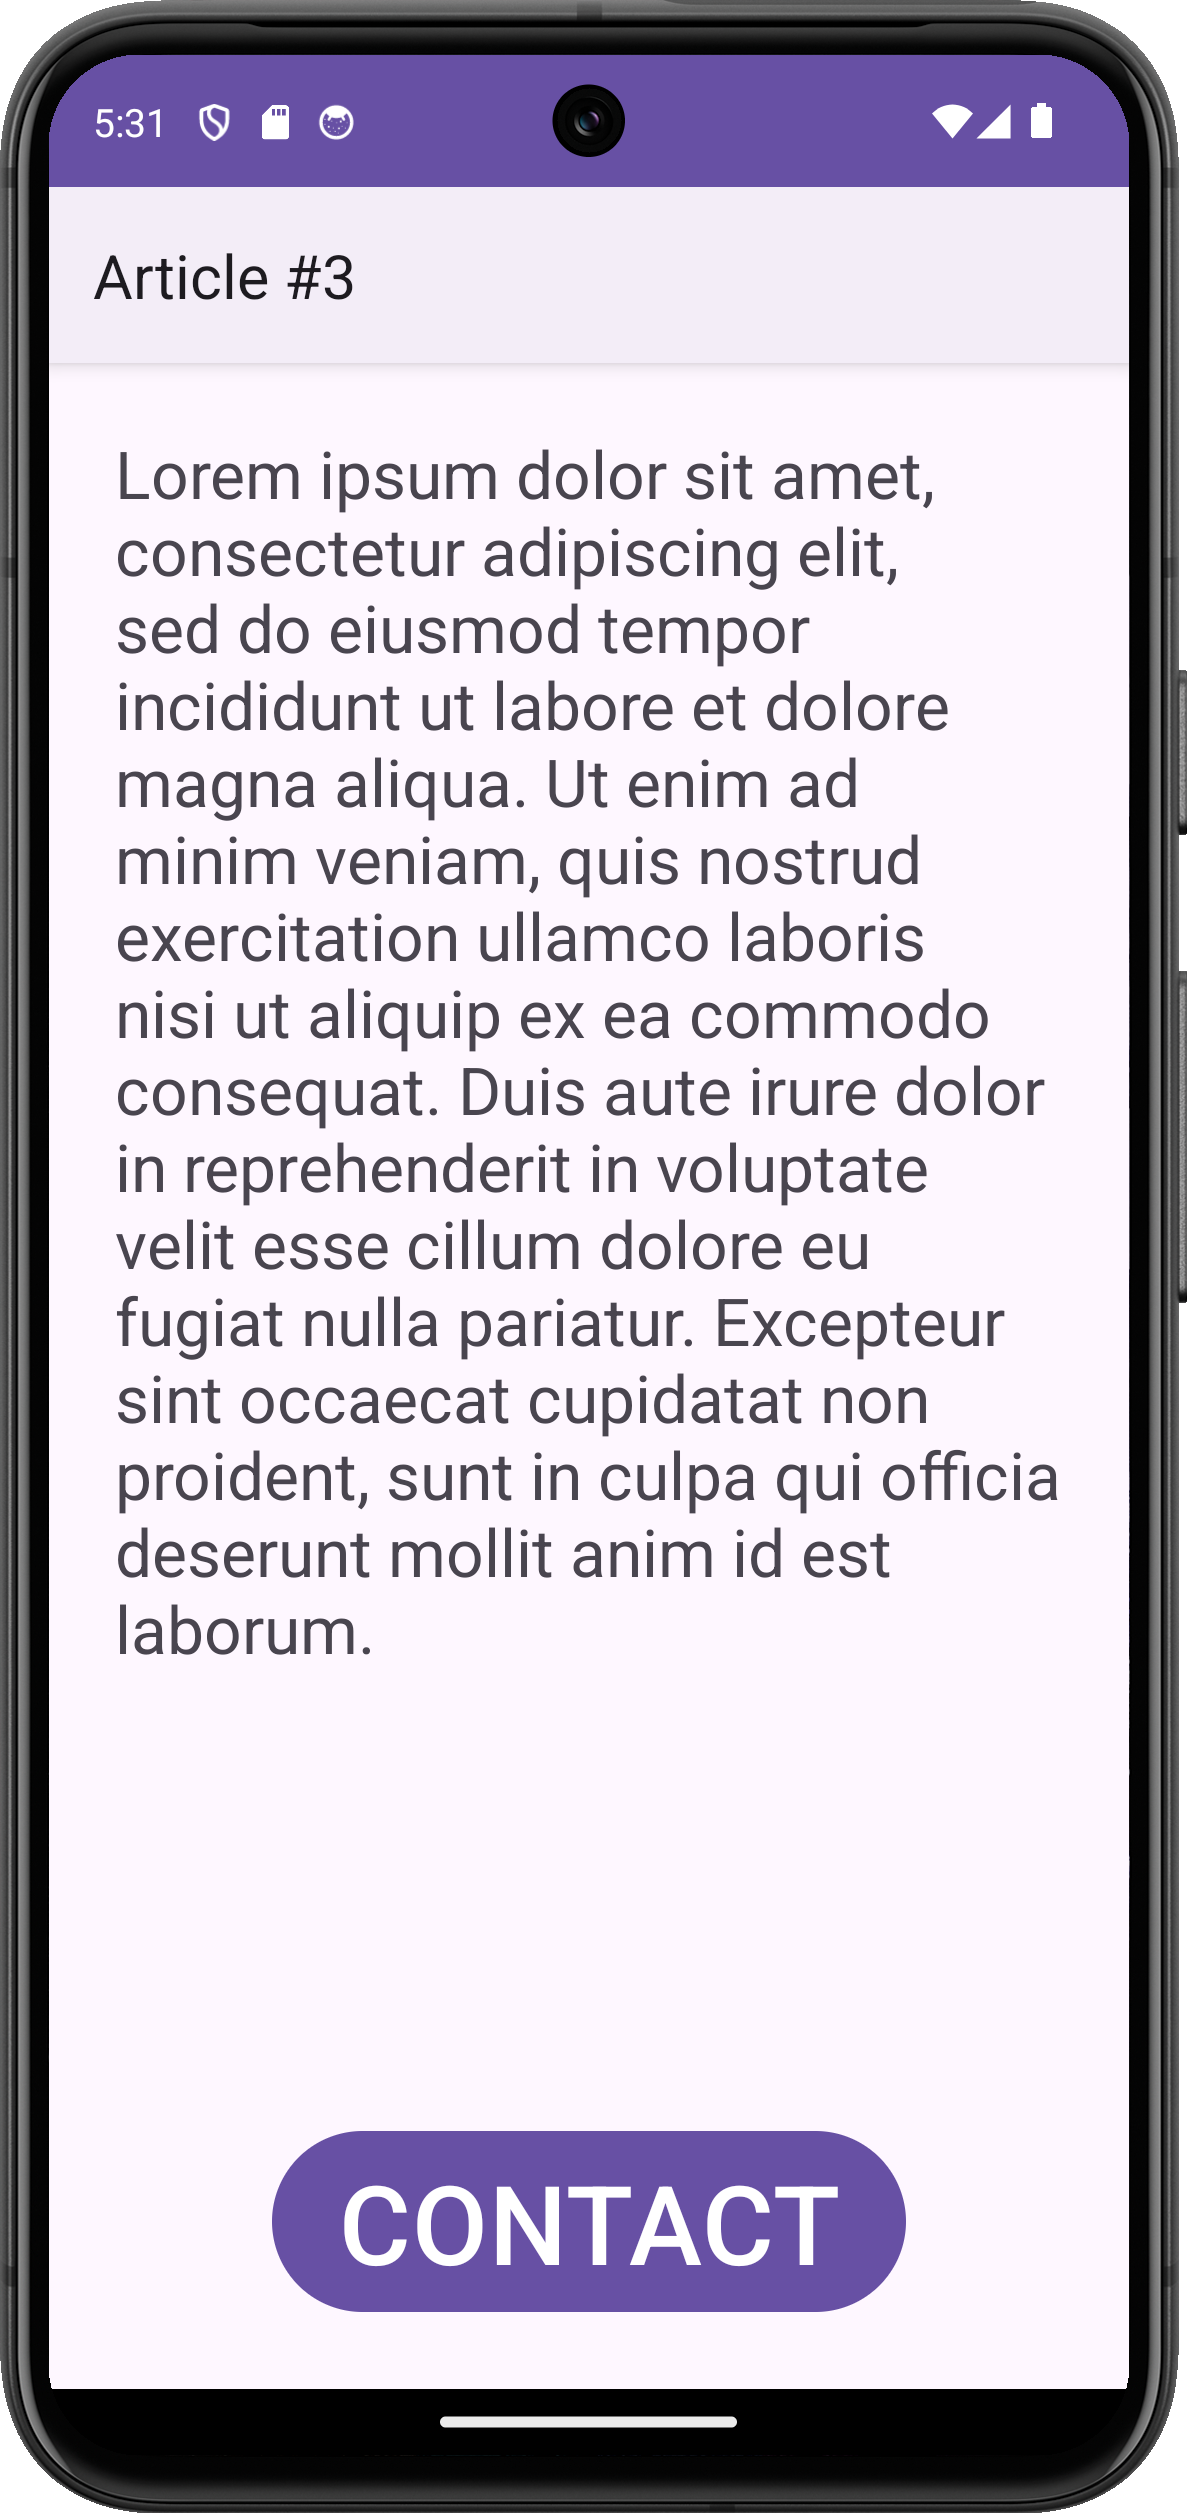 5:31
Article #3
Lorem ipsum dolor sit amet,
consectetur adipiscing elit,
sed do eiusmod tempor
incididunt ut labore et dolore
magna aliqua. Ut enim ad
minim veniam, quis nostrud
exercitation ullamco laboris
nisi ut aliquip ex ea commodo
consequat. Duis aute irure dolor
in reprehenderit in voluptate
velit esse cillum dolore eu
fugiat nulla pariatur. Excepteur
sint occaecat cupidatat non
proident, sunt in culpa qui officia
deserunt mollit anim id est
laborum.
CONTACT